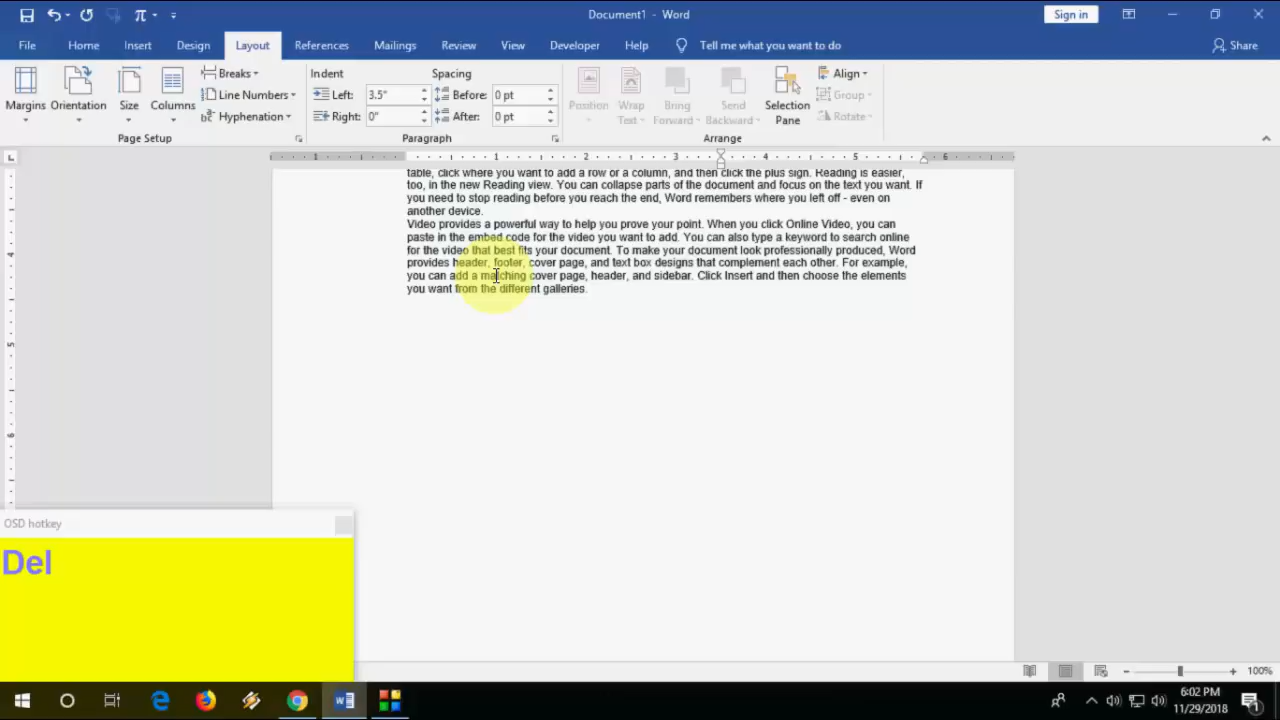 Document1 - Word
Sign in
File Home Insert Design Layout References Mailings Review View Developer Help Tell me what you want to do Share
Margins Orientation Size Columns
Breaks
Line Numbers
Hyphenation
Page Setup
Indent
Left: 3.5"
Right: 0"
Spacing
Before: 0 pt
After: 0 pt
Paragraph
Position
Wrap Text
Bring Forward
Send Backward
Selection Pane
Align
Group
Rotate
Arrange
1 1 2 3 4 5 6
table, click where you want to add a row or a column, and then click the plus sign. Reading is easier,
too, in the new Reading view. You can collapse parts of the document and focus on the text you want. If
you need to stop reading before you reach the end, Word remembers where you left off - even on
another device.
Video provides a powerful way to help you prove your point. When you click Online Video, you can
paste in the embed code for the video you want to add. You can also type a keyword to search online
for the video that best fits your document. To make your document look professionally produced, Word
provides header, footer, cover page, and text box designs that complement each other. For example,
you can add a matching cover page, header, and sidebar. Click Insert and then choose the elements
you want from the different galleries.
4
5
6
OSD hotkey
Del
100%
6:02 PM
11/29/2018
1